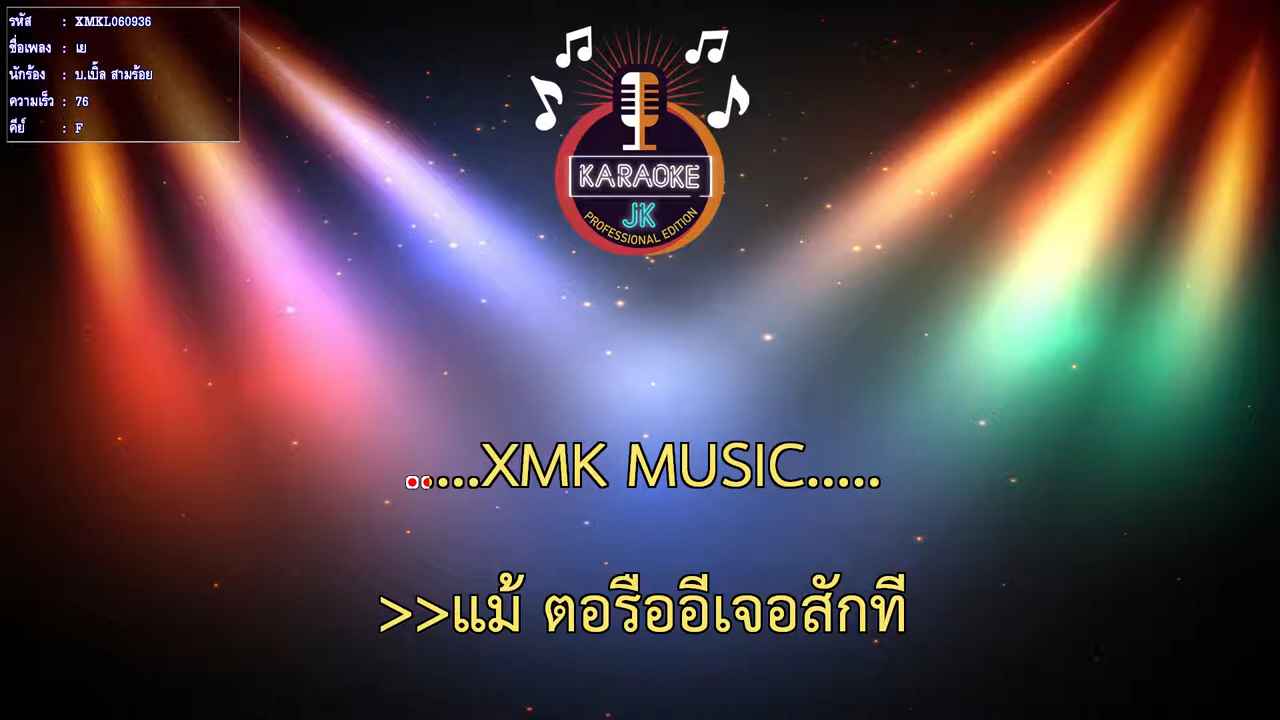 รหัส : XMKL060936
ชื่อเพลง : เย
นักร้อง : บ.เบิ้ล สามร้อย
ความเร็ว : 76
คีย์ : F
KARAOKE
JK
PROFESSIONAL EDITION
.....XMK MUSIC.....
>>แม้ ตอรืออีเจอสักที